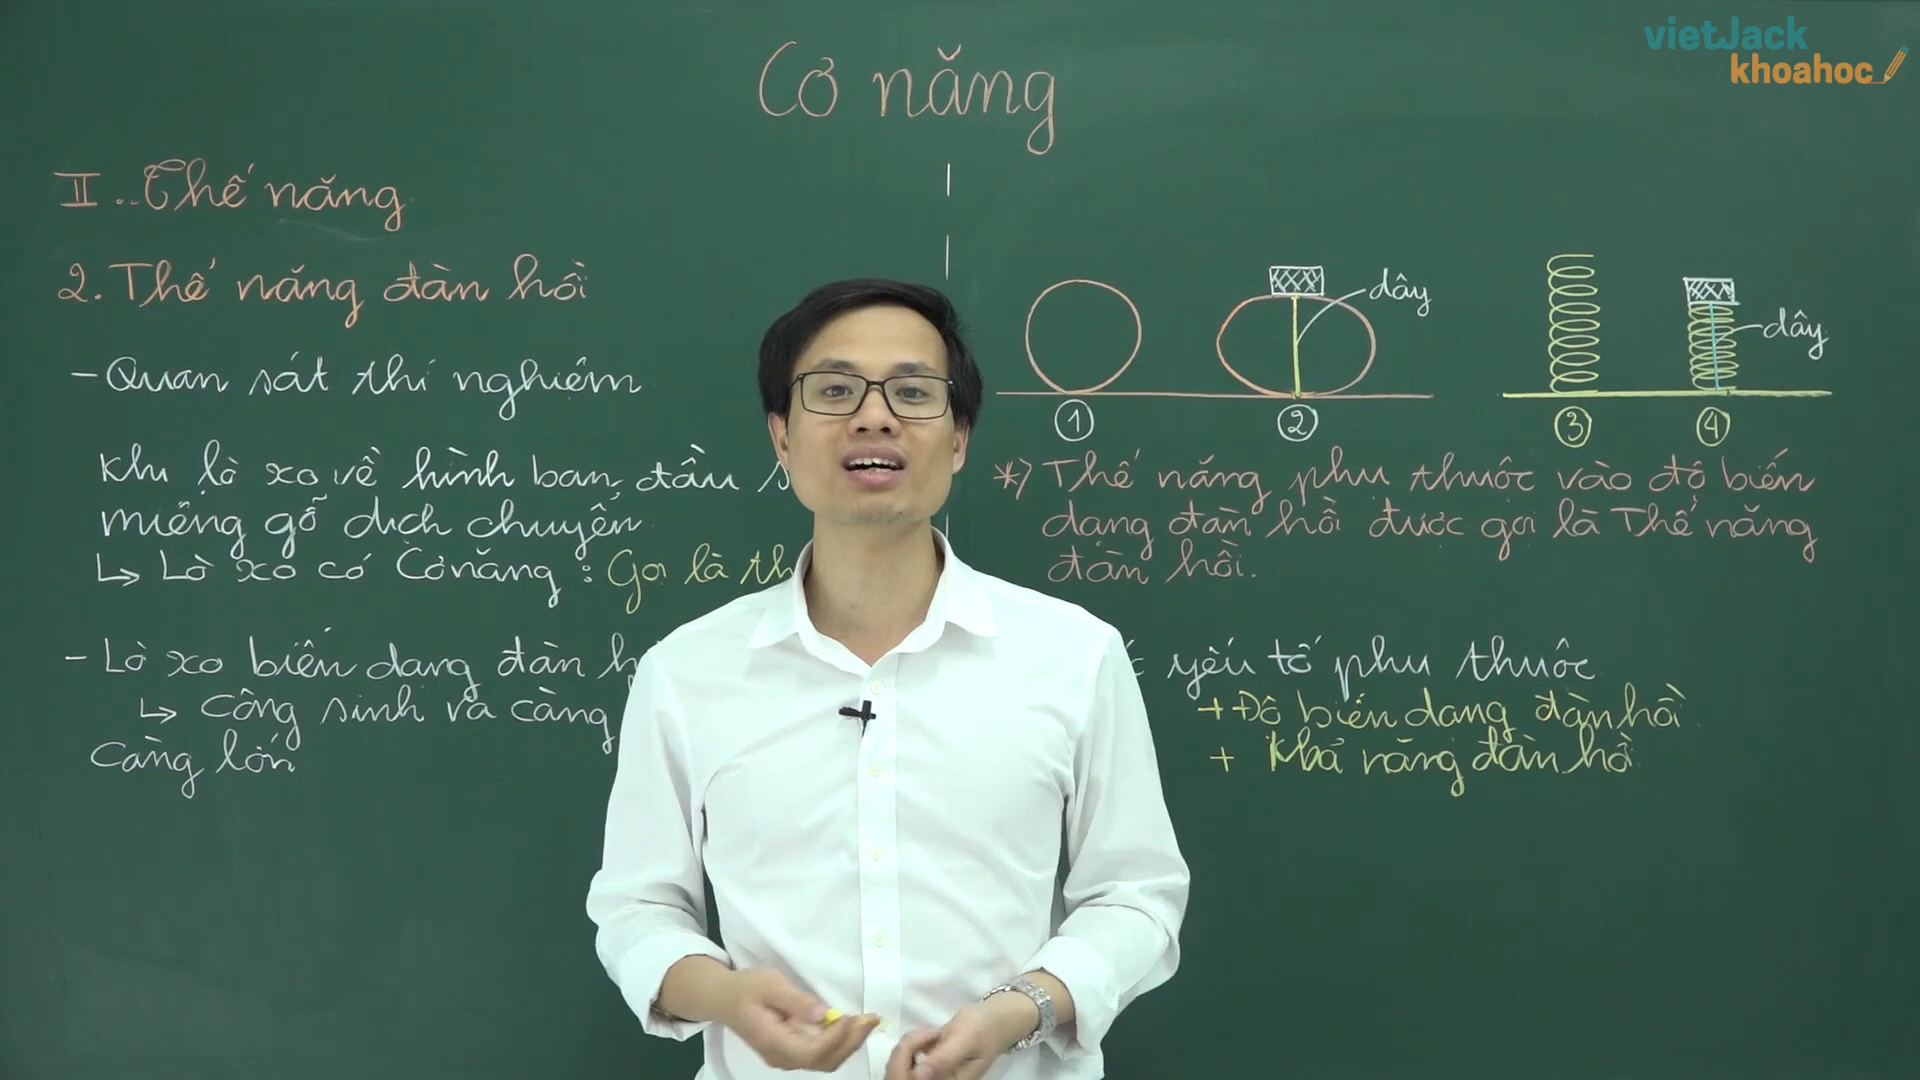 vietJack
khoahoc
Cơ năng
II. Thế năng
2. Thế năng đàn hồi
- Quan sát thí nghiệm
Khi lò xo về hình ban đầu
miếng gỗ dịch chuyển
↳ Lò xo có Cơ năng : Gọi là
- Lò xo biến dạng đàn
↳ Công sinh ra càng
Càng lớn
dây
dây
1
2
3
4
*) Thế năng phụ thuộc vào độ biến
dạng đàn hồi được gọi là Thế năng
đàn hồi.
yếu tố phụ thuộc
+ Độ biến dạng đàn hồi
+ Khả năng đàn hồi